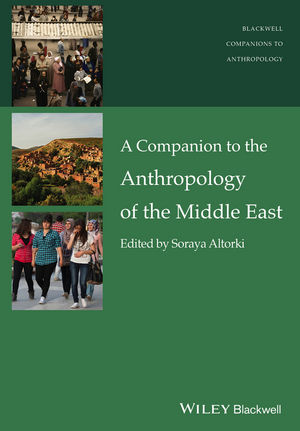 BLACKWELL
COMPANIONS TO
ANTHROPOLOGY
A Companion to the
Anthropology
of the Middle East
Edited by Soraya Altorki
WILEY Blackwell